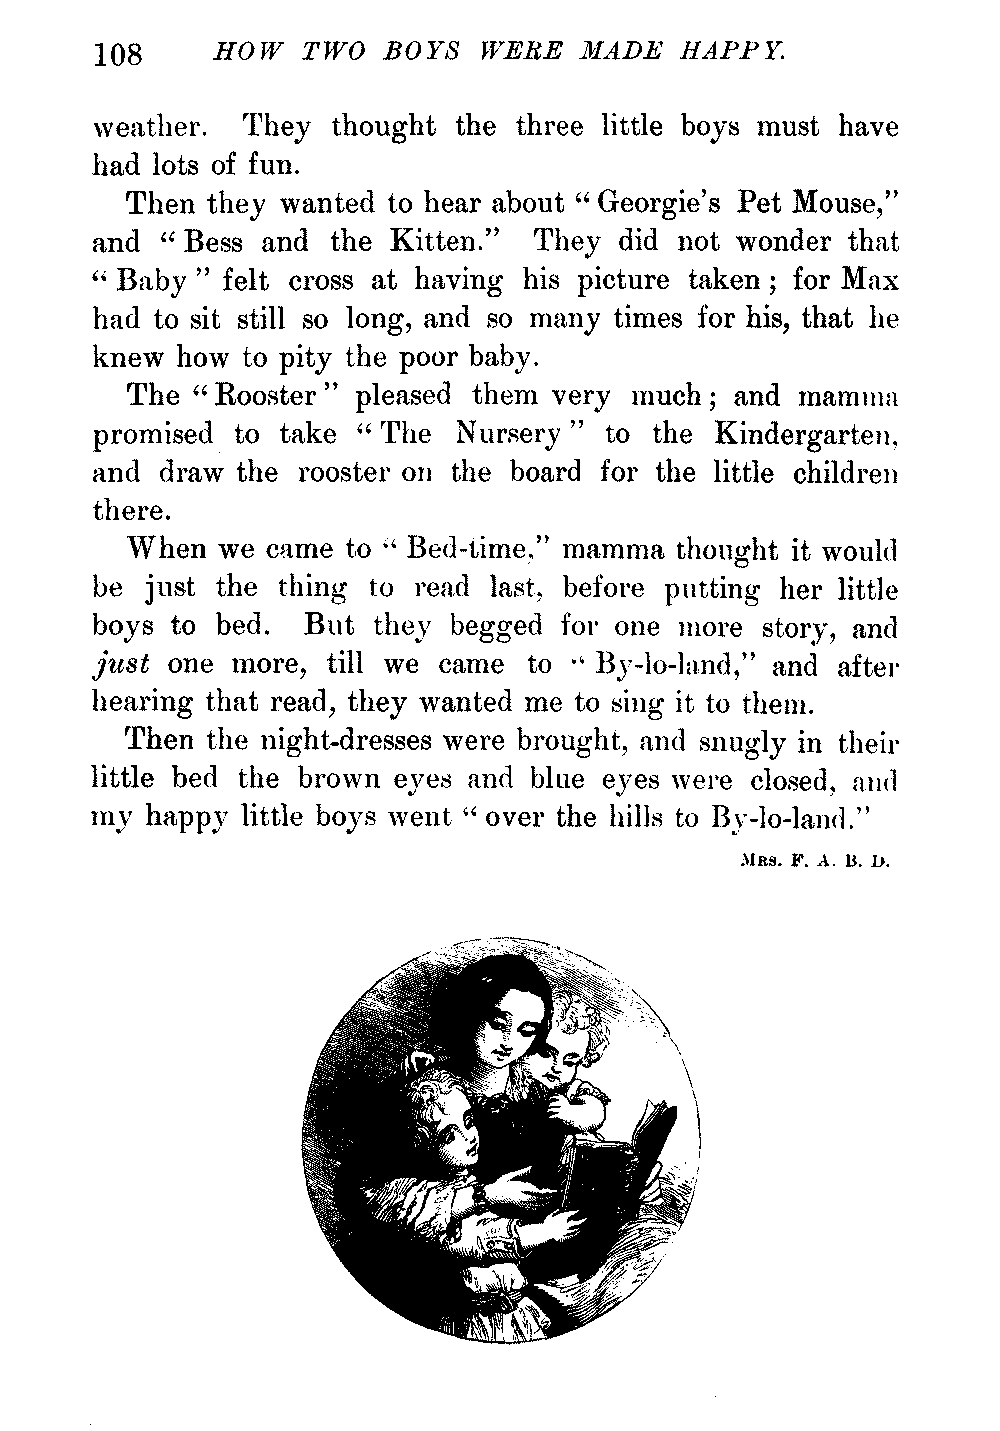 108 HOW TWO BOYS WERE MADE HAPPY.
weather. They thought the three little boys must have
had lots of fun.
Then they wanted to hear about “Georgie's Pet Mouse,”
and “Bess and the Kitten.” They did not wonder that
“Baby” felt cross at having his picture taken; for Max
had to sit still so long, and so many times for his, that he
knew how to pity the poor baby.
The “Rooster” pleased them very much; and mamma
promised to take “The Nursery” to the Kindergarten,
and draw the rooster on the board for the little children
there.
When we came to “Bed-time,” mamma thought it would
be just the thing to read last, before putting her little
boys to bed. But they begged for one more story, and
just one more, till we came to “By-lo-land,” and after
hearing that read, they wanted me to sing it to them.
Then the night-dresses were brought, and snugly in their
little bed the brown eyes and blue eyes were closed, and
my happy little boys went “over the hills to By-lo-land.”
MRS. F. A. B. D.